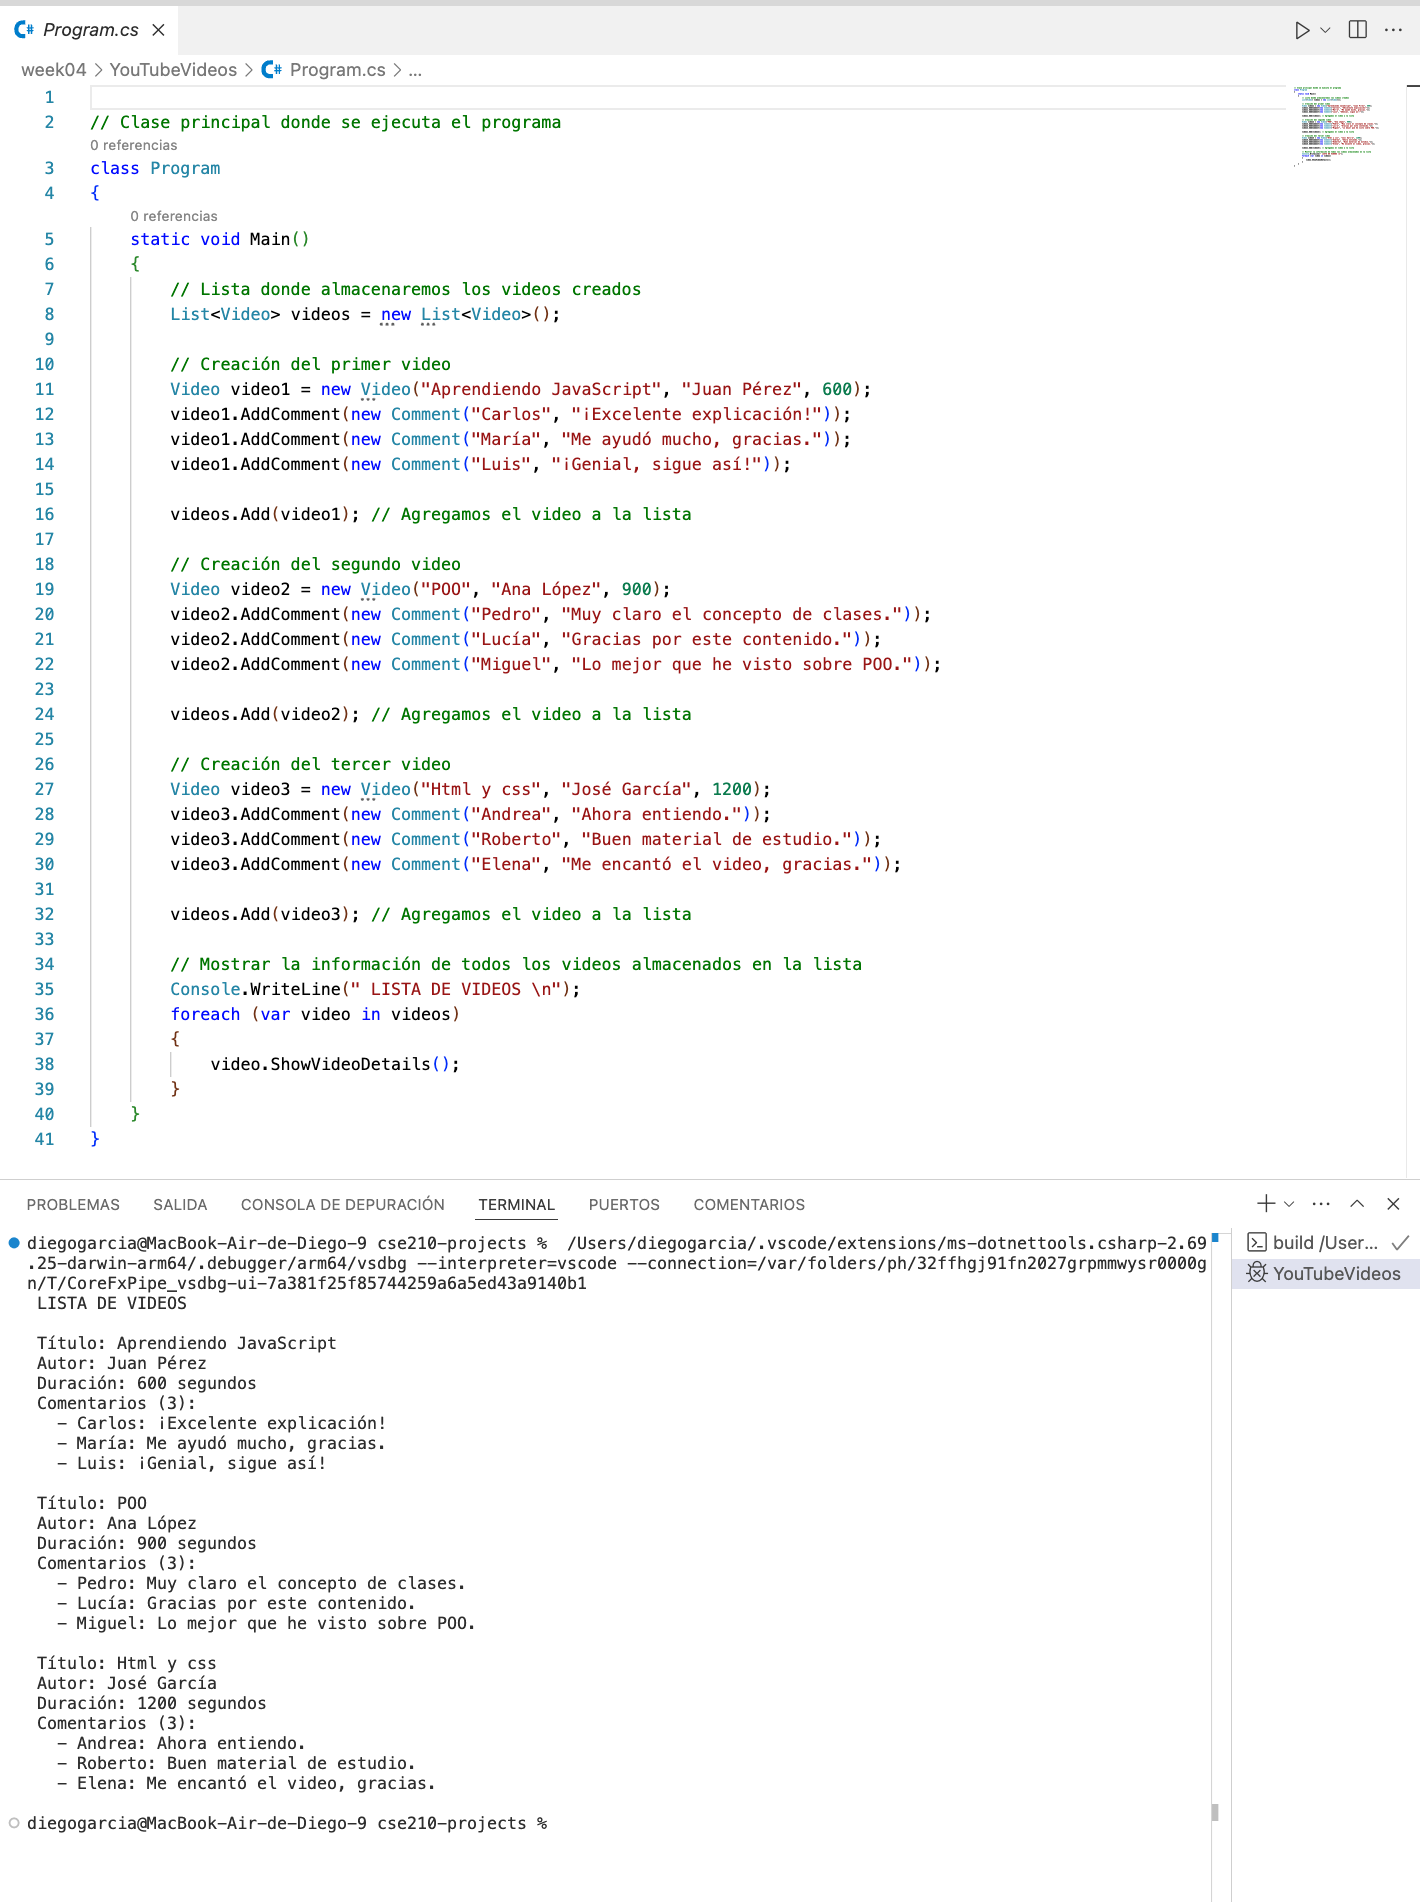 Program.cs
week04 > YouTubeVideos > Program.cs > ...
1
2 // Clase principal donde se ejecuta el programa
0 referencias
3 class Program
4 {
0 referencias
5 static void Main()
6 {
7 // Lista donde almacenaremos los videos creados
8 List<Video> videos = new List<Video>();
9
10 // Creación del primer video
11 Video video1 = new Video("Aprendiendo JavaScript", "Juan Pérez", 600);
12 video1.AddComment(new Comment("Carlos", "¡Excelente explicación!"));
13 video1.AddComment(new Comment("María", "Me ayudó mucho, gracias."));
14 video1.AddComment(new Comment("Luis", "¡Genial, sigue así!"));
15
16 videos.Add(video1); // Agregamos el video a la lista
17
18 // Creación del segundo video
19 Video video2 = new Video("POO", "Ana López", 900);
20 video2.AddComment(new Comment("Pedro", "Muy claro el concepto de clases."));
21 video2.AddComment(new Comment("Lucía", "Gracias por este contenido."));
22 video2.AddComment(new Comment("Miguel", "Lo mejor que he visto sobre POO."));
23
24 videos.Add(video2); // Agregamos el video a la lista
25
26 // Creación del tercer video
27 Video video3 = new Video("Html y css", "José García", 1200);
28 video3.AddComment(new Comment("Andrea", "Ahora entiendo."));
29 video3.AddComment(new Comment("Roberto", "Buen material de estudio."));
30 video3.AddComment(new Comment("Elena", "Me encantó el video, gracias."));
31
32 videos.Add(video3); // Agregamos el video a la lista
33
34 // Mostrar la información de todos los videos almacenados en la lista
35 Console.WriteLine(" LISTA DE VIDEOS \n");
36 foreach (var video in videos)
37 {
38 video.ShowVideoDetails();
39 }
40 }
41 }
PROBLEMAS SALIDA CONSOLA DE DEPURACIÓN TERMINAL PUERTOS COMENTARIOS
diegogarcia@MacBook-Air-de-Diego-9 cse210-projects % /Users/diegogarcia/.vscode/extensions/ms-dotnettools.csharp-2.69
.25-darwin-arm64/.debugger/arm64/vsdbg --interpreter=vscode --connection=/var/folders/ph/32ffhgj91fn2027grpmmwysr0000g
n/T/CoreFxPipe_vsdbg-ui-7a381f25f85744259a6a5ed43a9140b1
LISTA DE VIDEOS
Título: Aprendiendo JavaScript
Autor: Juan Pérez
Duración: 600 segundos
Comentarios (3):
- Carlos: ¡Excelente explicación!
- María: Me ayudó mucho, gracias.
- Luis: ¡Genial, sigue así!
Título: POO
Autor: Ana López
Duración: 900 segundos
Comentarios (3):
- Pedro: Muy claro el concepto de clases.
- Lucía: Gracias por este contenido.
- Miguel: Lo mejor que he visto sobre POO.
Título: Html y css
Autor: José García
Duración: 1200 segundos
Comentarios (3):
- Andrea: Ahora entiendo.
- Roberto: Buen material de estudio.
- Elena: Me encantó el video, gracias.
diegogarcia@MacBook-Air-de-Diego-9 cse210-projects %
build /User...
YouTubeVideos